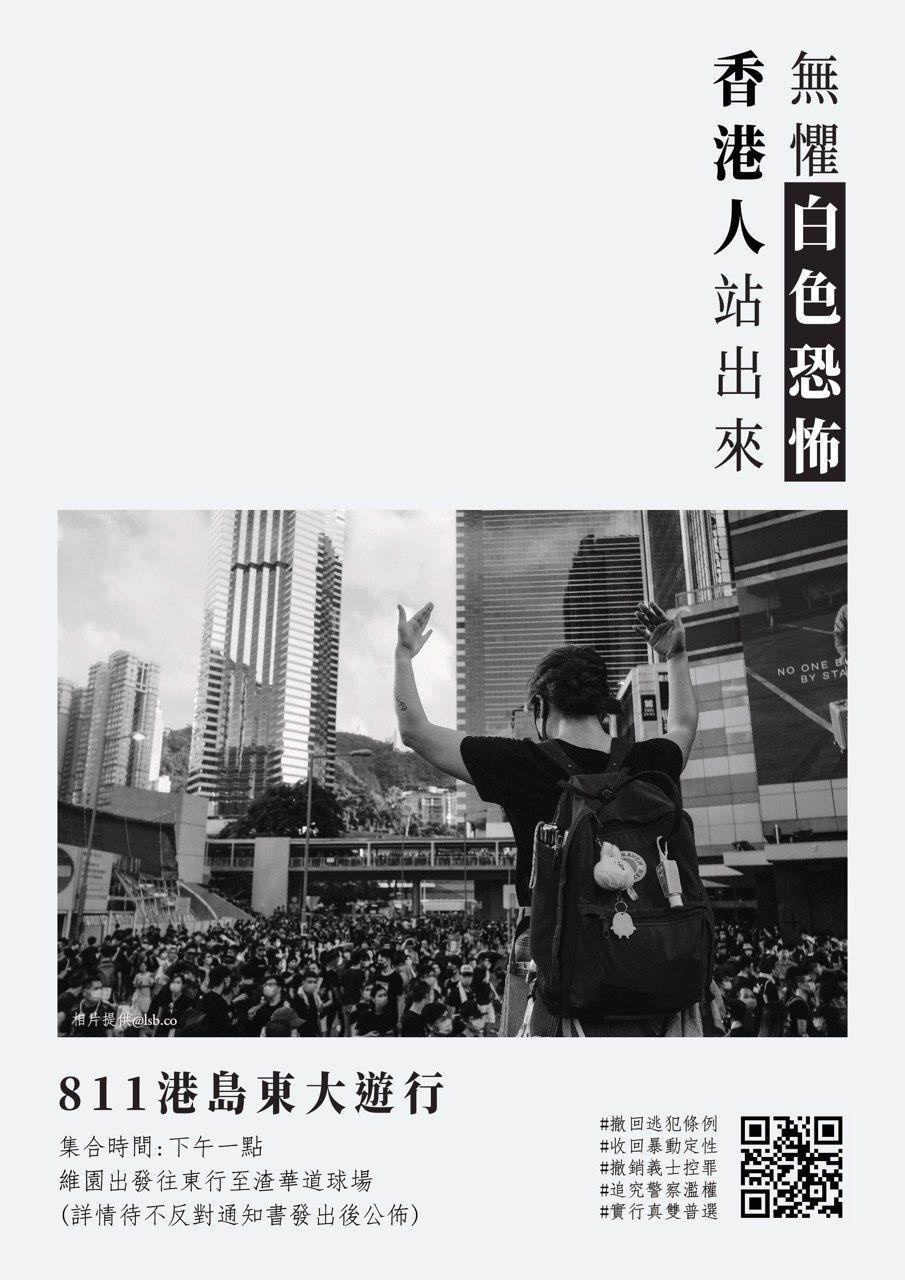 無懼白色恐怖
香港人站出來
NO ONE B
BY STA
相片提供@lsb.co
811港島東大遊行
集合時間:下午一點
維園出發往東行至渣華道球場
(詳情待不反對通知書發出後公佈)
#撤回逃犯條例
#收回暴動定性
#撤銷義士控罪
#追究警察濫權
#實行真雙普選